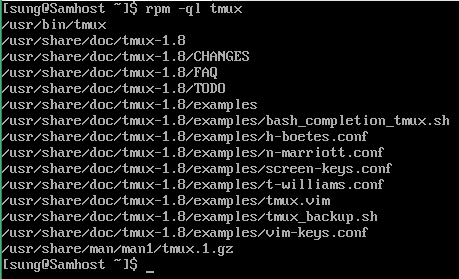 [sung@Samhost ~]$ rpm -ql tmux
/usr/bin/tmux
/usr/share/doc/tmux-1.8
/usr/share/doc/tmux-1.8/CHANGES
/usr/share/doc/tmux-1.8/FAQ
/usr/share/doc/tmux-1.8/TODO
/usr/share/doc/tmux-1.8/examples
/usr/share/doc/tmux-1.8/examples/bash_completion_tmux.sh
/usr/share/doc/tmux-1.8/examples/h-boetes.conf
/usr/share/doc/tmux-1.8/examples/n-marriott.conf
/usr/share/doc/tmux-1.8/examples/screen-keys.conf
/usr/share/doc/tmux-1.8/examples/t-williams.conf
/usr/share/doc/tmux-1.8/examples/tmux.vim
/usr/share/doc/tmux-1.8/examples/tmux_backup.sh
/usr/share/doc/tmux-1.8/examples/vim-keys.conf
/usr/share/man/man1/tmux.1.gz
[sung@Samhost ~]$ _